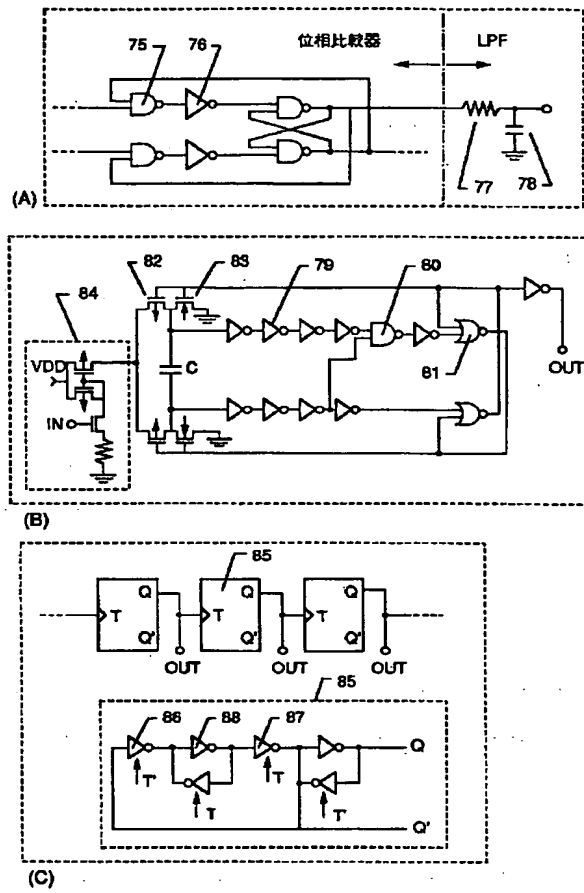 75
76
位相比較器
LPF
77
78
(A)
82
83
79
80
84
VDD
C
81
IN
OUT
(B)
85
Q
Q
Q
T
T
T
Q'
Q'
Q'
OUT
OUT
OUT
85
86
88
87
Q
T'
T
T
T'
Q'
(C)